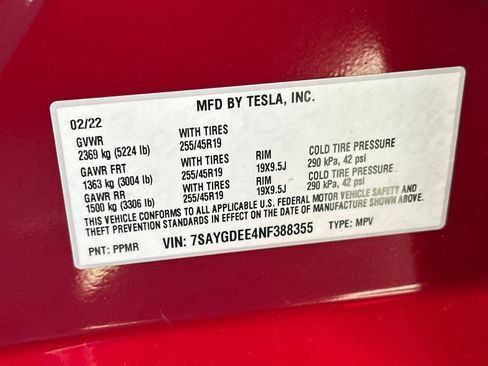 MFD BY TESLA, INC.
02/22
GVWR WITH TIRES
2369 kg (5224 lb) 255/45R19 RIM COLD TIRE PRESSURE
GAWR FRT WITH TIRES 19X9.5J 290 kPa, 42 psi
1363 kg (3004 lb) 255/45R19 RIM COLD TIRE PRESSURE
GAWR RR WITH TIRES 19X9.5J 290 kPa, 42 psi
1500 kg (3306 lb) 255/45R19
THIS VEHICLE CONFORMS TO ALL APPLICABLE U.S. FEDERAL MOTOR VEHICLE SAFETY AND
THEFT PREVENTION STANDARDS IN EFFECT ON THE DATE OF MANUFACTURE SHOWN ABOVE.
PNT: PPMR VIN: 7SAYGDEE4NF388355 TYPE: MPV